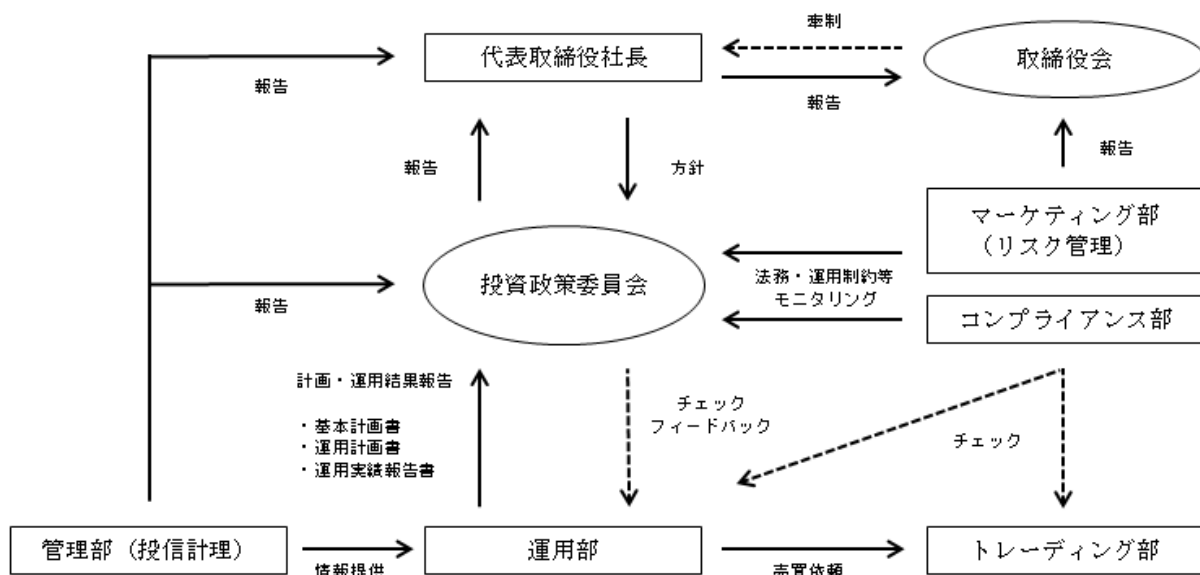 牽制
代表取締役社長
取締役会
報告
報告
報告
方針
報告
マーケティング部
（リスク管理）
投資政策委員会
法務・運用制約等
モニタリング
報告
コンプライアンス部
計画・運用結果報告
・基本計画書
・運用計画書
・運用実績報告書
チェック
フィードバック
チェック
管理部（投信計理）
運用部
トレーディング部
情報提供
売買依頼